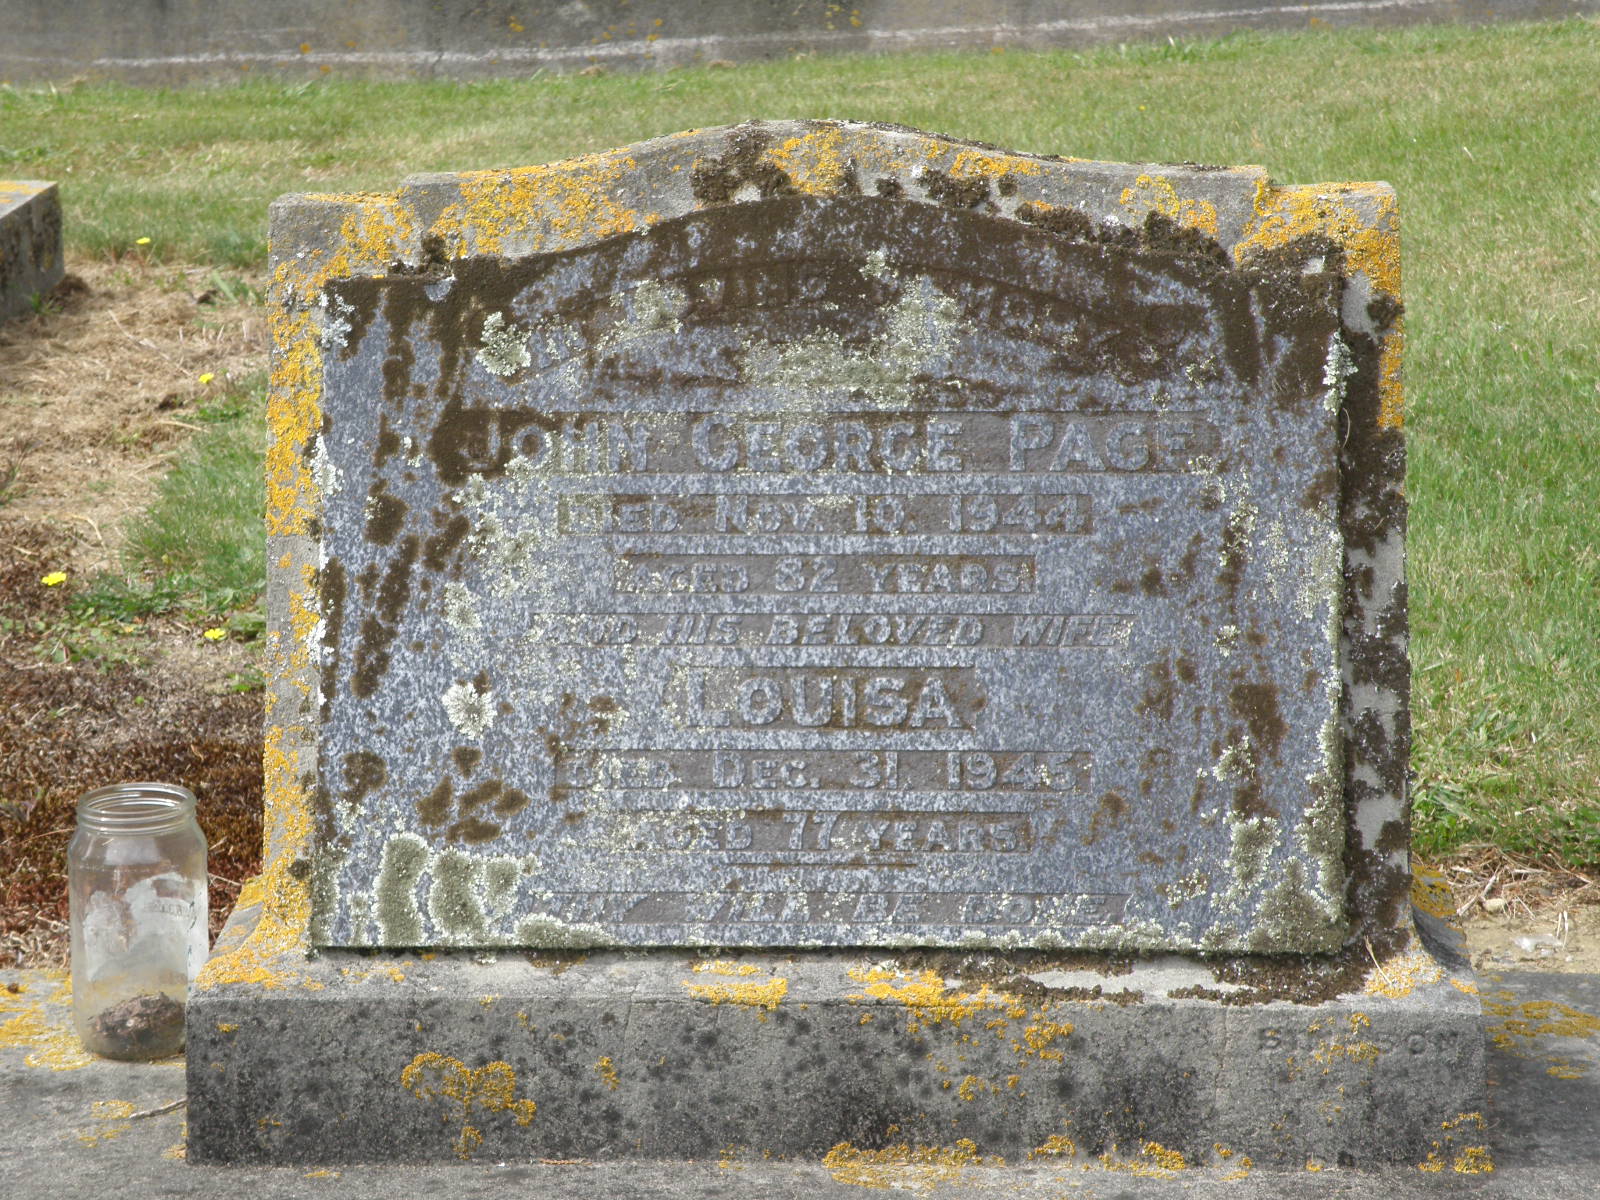 JOHN GEORGE PAGE
DIED NOV. 10. 1944
AGED 82 YEARS
AND HIS BELOVED WIFE
LOUISA
DIED DEC. 31. 1945
AGED 77 YEARS
THY WILL BE DONE